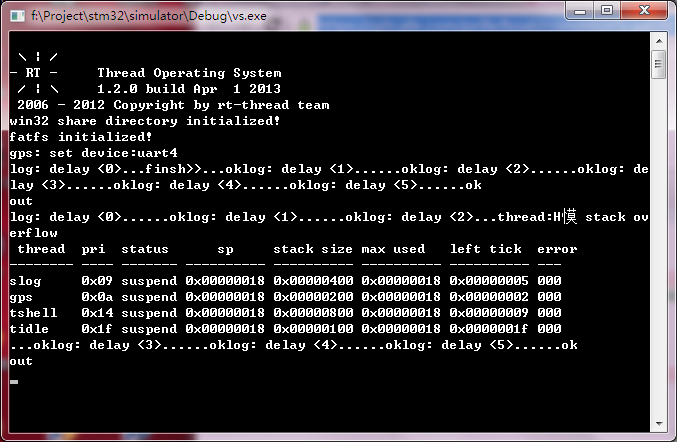 f:\Project\stm32\simulator\Debug\vs.exe
\ | /
- RT -     Thread Operating System
/ | \     1.2.0 build Apr  1 2013
2006 - 2012 Copyright by rt-thread team
win32 share directory initialized!
fatfs initialized!
gps: set device:uart4
log: delay <0>...finsh>>...oklog: delay <1>......oklog: delay <2>......oklog: de
lay <3>......oklog: delay <4>......oklog: delay <5>......ok
out
log: delay <0>......oklog: delay <1>......oklog: delay <2>...thread:H慔 stack ov
erflow
thread  pri  status      sp     stack size max used   left tick  error
-------- ---- ------- ---------- ---------- ---------- ---------- ---
slog     0x09 suspend 0x00000018 0x00000400 0x00000018 0x00000005 000
gps      0x0a suspend 0x00000018 0x00000200 0x00000018 0x00000002 000
tshell   0x14 suspend 0x00000018 0x00000800 0x00000018 0x00000009 000
tidle    0x1f suspend 0x00000018 0x00000100 0x00000018 0x0000001f 000
...oklog: delay <3>......oklog: delay <4>......oklog: delay <5>......ok
out